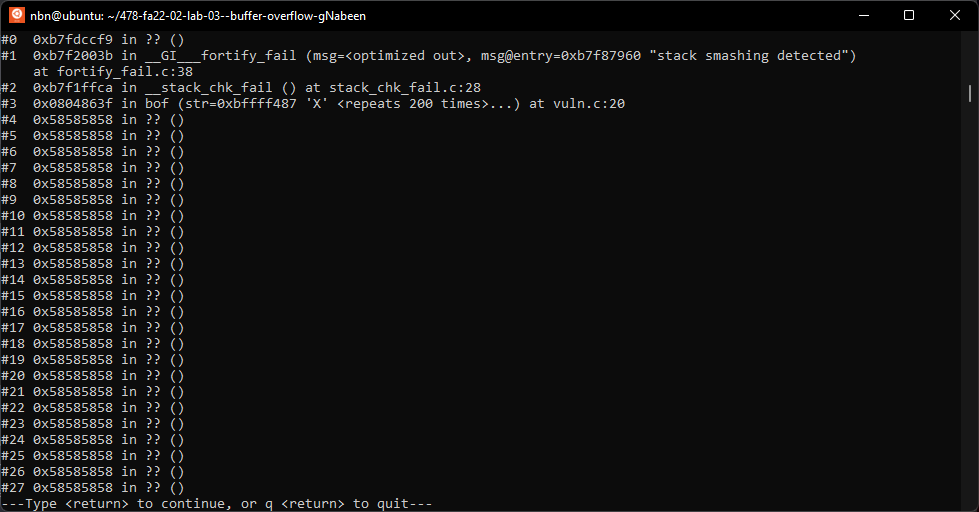 nbn@ubuntu: ~/478-fa22-02-lab-03--buffer-overflow-gNabeen
#0  0xb7fdccf9 in ?? ()
#1  0xb7f2003b in __GI___fortify_fail (msg=<optimized out>, msg@entry=0xb7f87960 "stack smashing detected")
    at fortify_fail.c:38
#2  0xb7f1ffca in __stack_chk_fail () at stack_chk_fail.c:28
#3  0x0804863f in bof (str=0xbffff487 'X' <repeats 200 times>...) at vuln.c:20
#4  0x58585858 in ?? ()
#5  0x58585858 in ?? ()
#6  0x58585858 in ?? ()
#7  0x58585858 in ?? ()
#8  0x58585858 in ?? ()
#9  0x58585858 in ?? ()
#10 0x58585858 in ?? ()
#11 0x58585858 in ?? ()
#12 0x58585858 in ?? ()
#13 0x58585858 in ?? ()
#14 0x58585858 in ?? ()
#15 0x58585858 in ?? ()
#16 0x58585858 in ?? ()
#17 0x58585858 in ?? ()
#18 0x58585858 in ?? ()
#19 0x58585858 in ?? ()
#20 0x58585858 in ?? ()
#21 0x58585858 in ?? ()
#22 0x58585858 in ?? ()
#23 0x58585858 in ?? ()
#24 0x58585858 in ?? ()
#25 0x58585858 in ?? ()
#26 0x58585858 in ?? ()
#27 0x58585858 in ?? ()
---Type <return> to continue, or q <return> to quit---